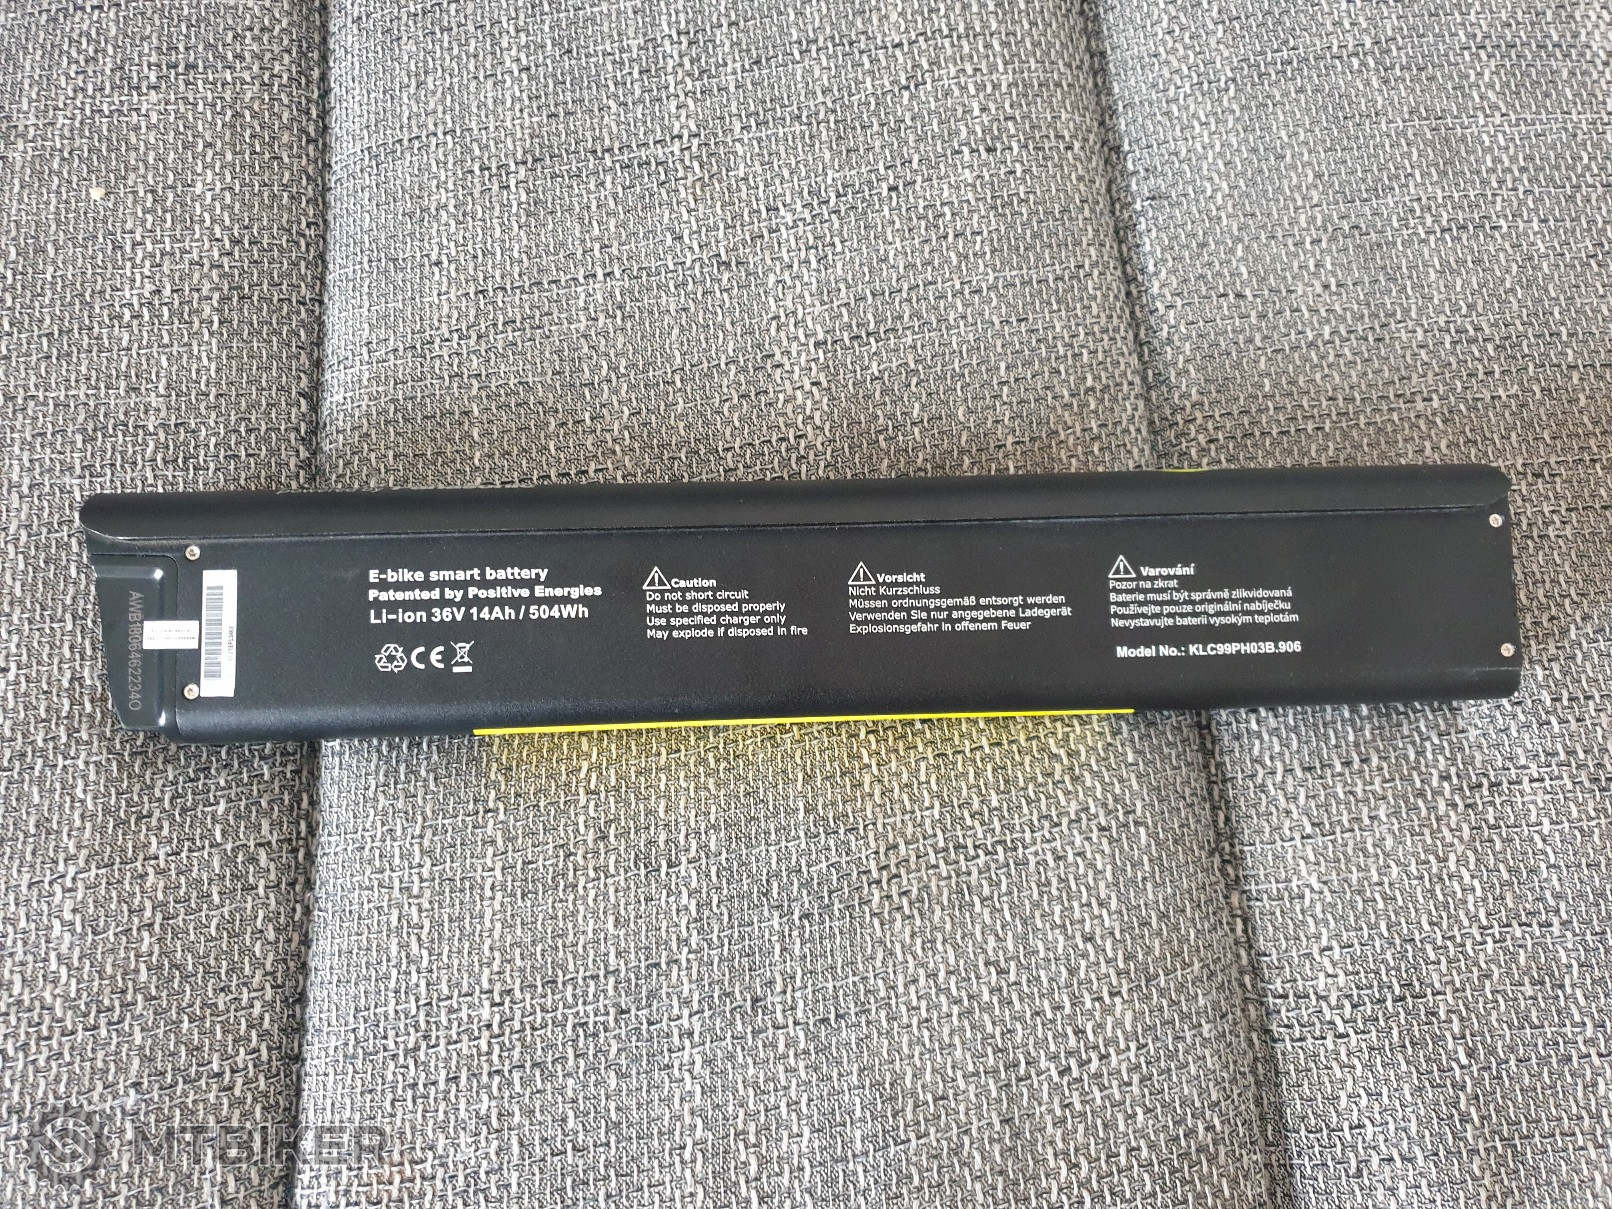 E-bike smart battery
Patented by Positive Energies
Li-ion 36V 14Ah / 504Wh
CE
Caution
Do not short circuit
Must be disposed properly
Use specified charger only
May explode if disposed in fire
Vorsicht
Nicht Kurzschluss
Müssen ordnungsgemäß entsorgt werden
Verwenden Sie nur angegebene Ladegerät
Explosionsgefahr in offenem Feuer
Varování
Pozor na zkrat
Baterie musí být správně zlikvidovaná
Používejte pouze originální nabíječku
Nevystavujte baterii vysokým teplotám
Model No.: KLC99PH03B.906
MTBIKER